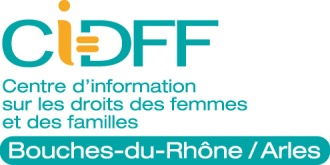 CiDFF
Centre d'information
sur les droits des femmes
et des familles
Bouches-du-Rhône / Arles